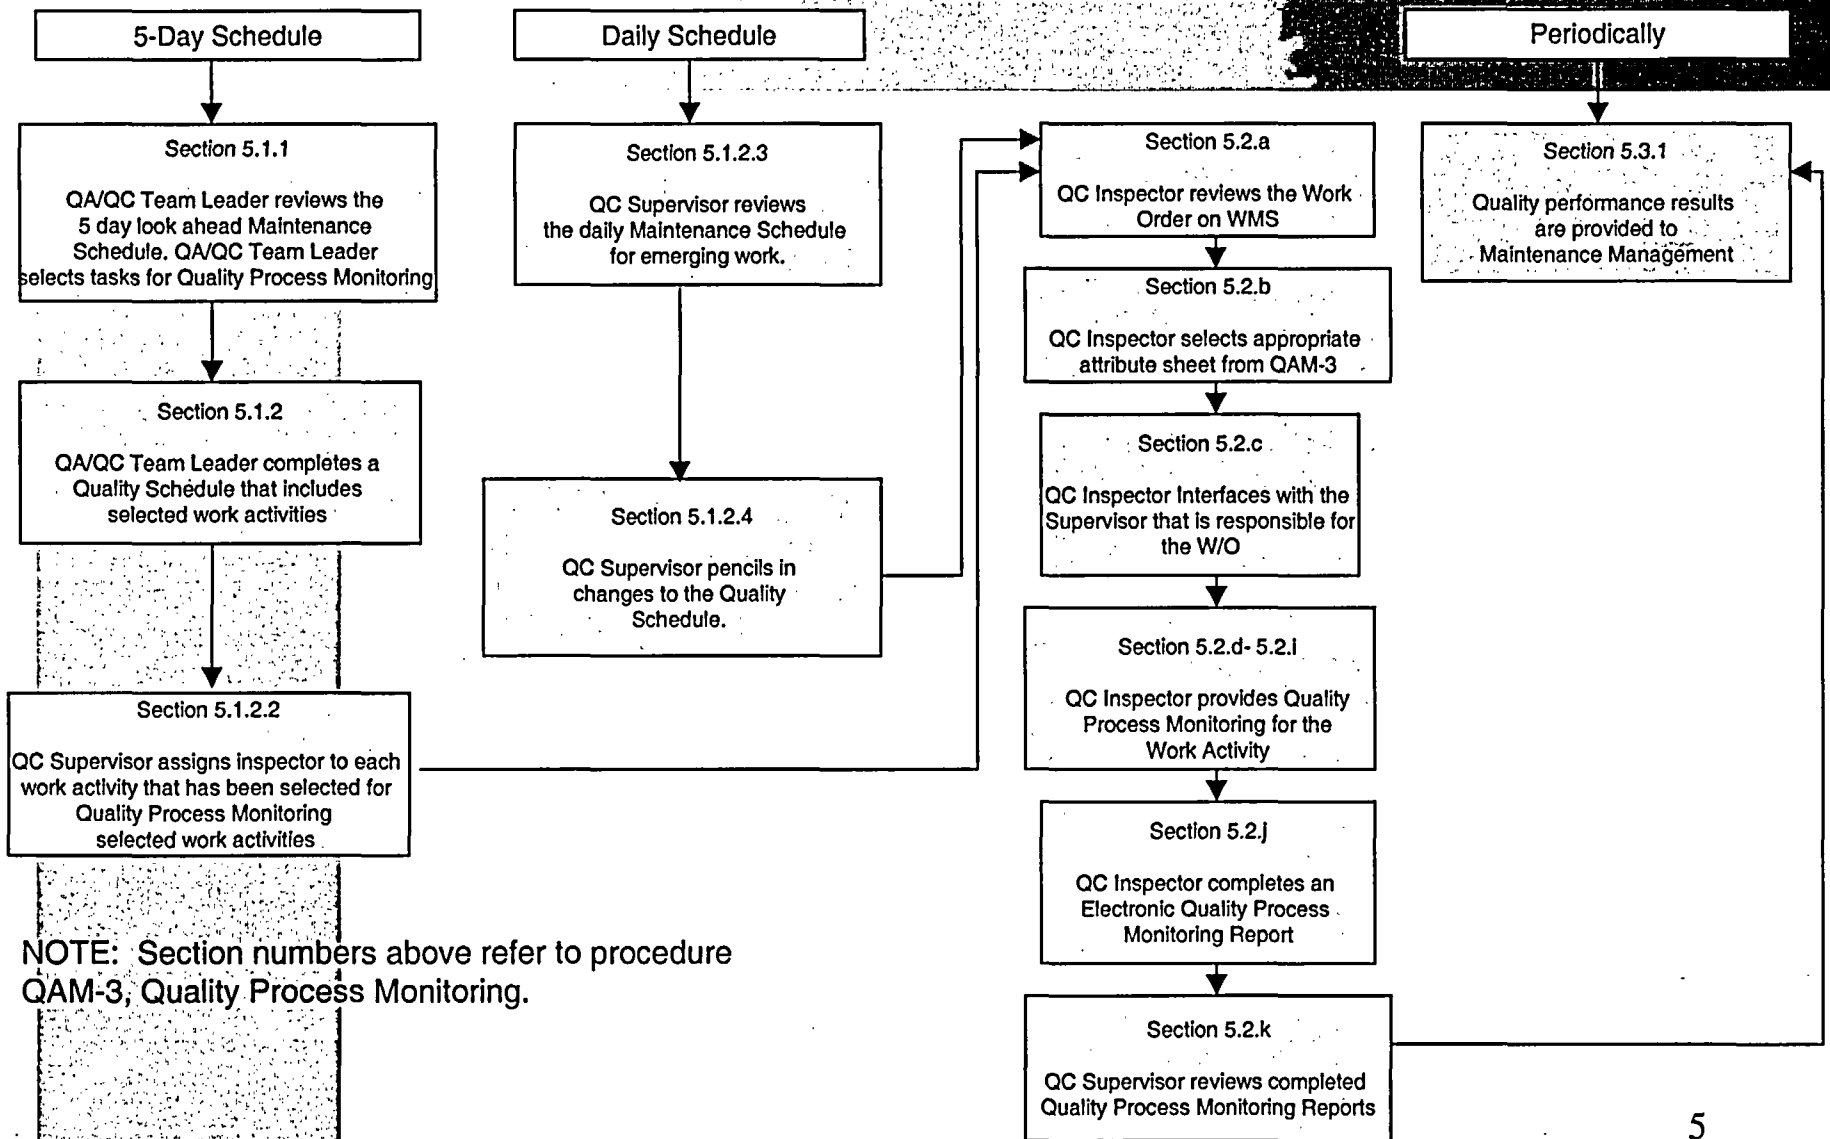 5-Day Schedule
Section 5.1.1
QA/QC Team Leader reviews the
5 day look ahead Maintenance
Schedule. QA/QC Team Leader
selects tasks for Quality Process Monitoring
Section 5.1.2
QA/QC Team Leader completes a
Quality Schedule that includes
selected work activities
Section 5.1.2.2
QC Supervisor assigns inspector to each
work activity that has been selected for
Quality Process Monitoring
selected work activities
Daily Schedule
Section 5.1.2.3
QC Supervisor reviews
the daily Maintenance Schedule
for emerging work.
Section 5.1.2.4
QC Supervisor pencils in
changes to the Quality
Schedule.
Section 5.2.a
QC Inspector reviews the Work
Order on WMS
Section 5.2.b
QC Inspector selects appropriate
attribute sheet from QAM-3
Section 5.2.c
QC Inspector Interfaces with the
Supervisor that is responsible for
the W/O
Section 5.2.d- 5.2.i
QC Inspector provides Quality
Process Monitoring for the
Work Activity
Section 5.2.j
QC Inspector completes an
Electronic Quality Process
Monitoring Report
Section 5.2.k
QC Supervisor reviews completed
Quality Process Monitoring Reports
Periodically
Section 5.3.1
Quality performance results
are provided to
Maintenance Management
NOTE: Section numbers above refer to procedure
QAM-3, Quality Process Monitoring.
5